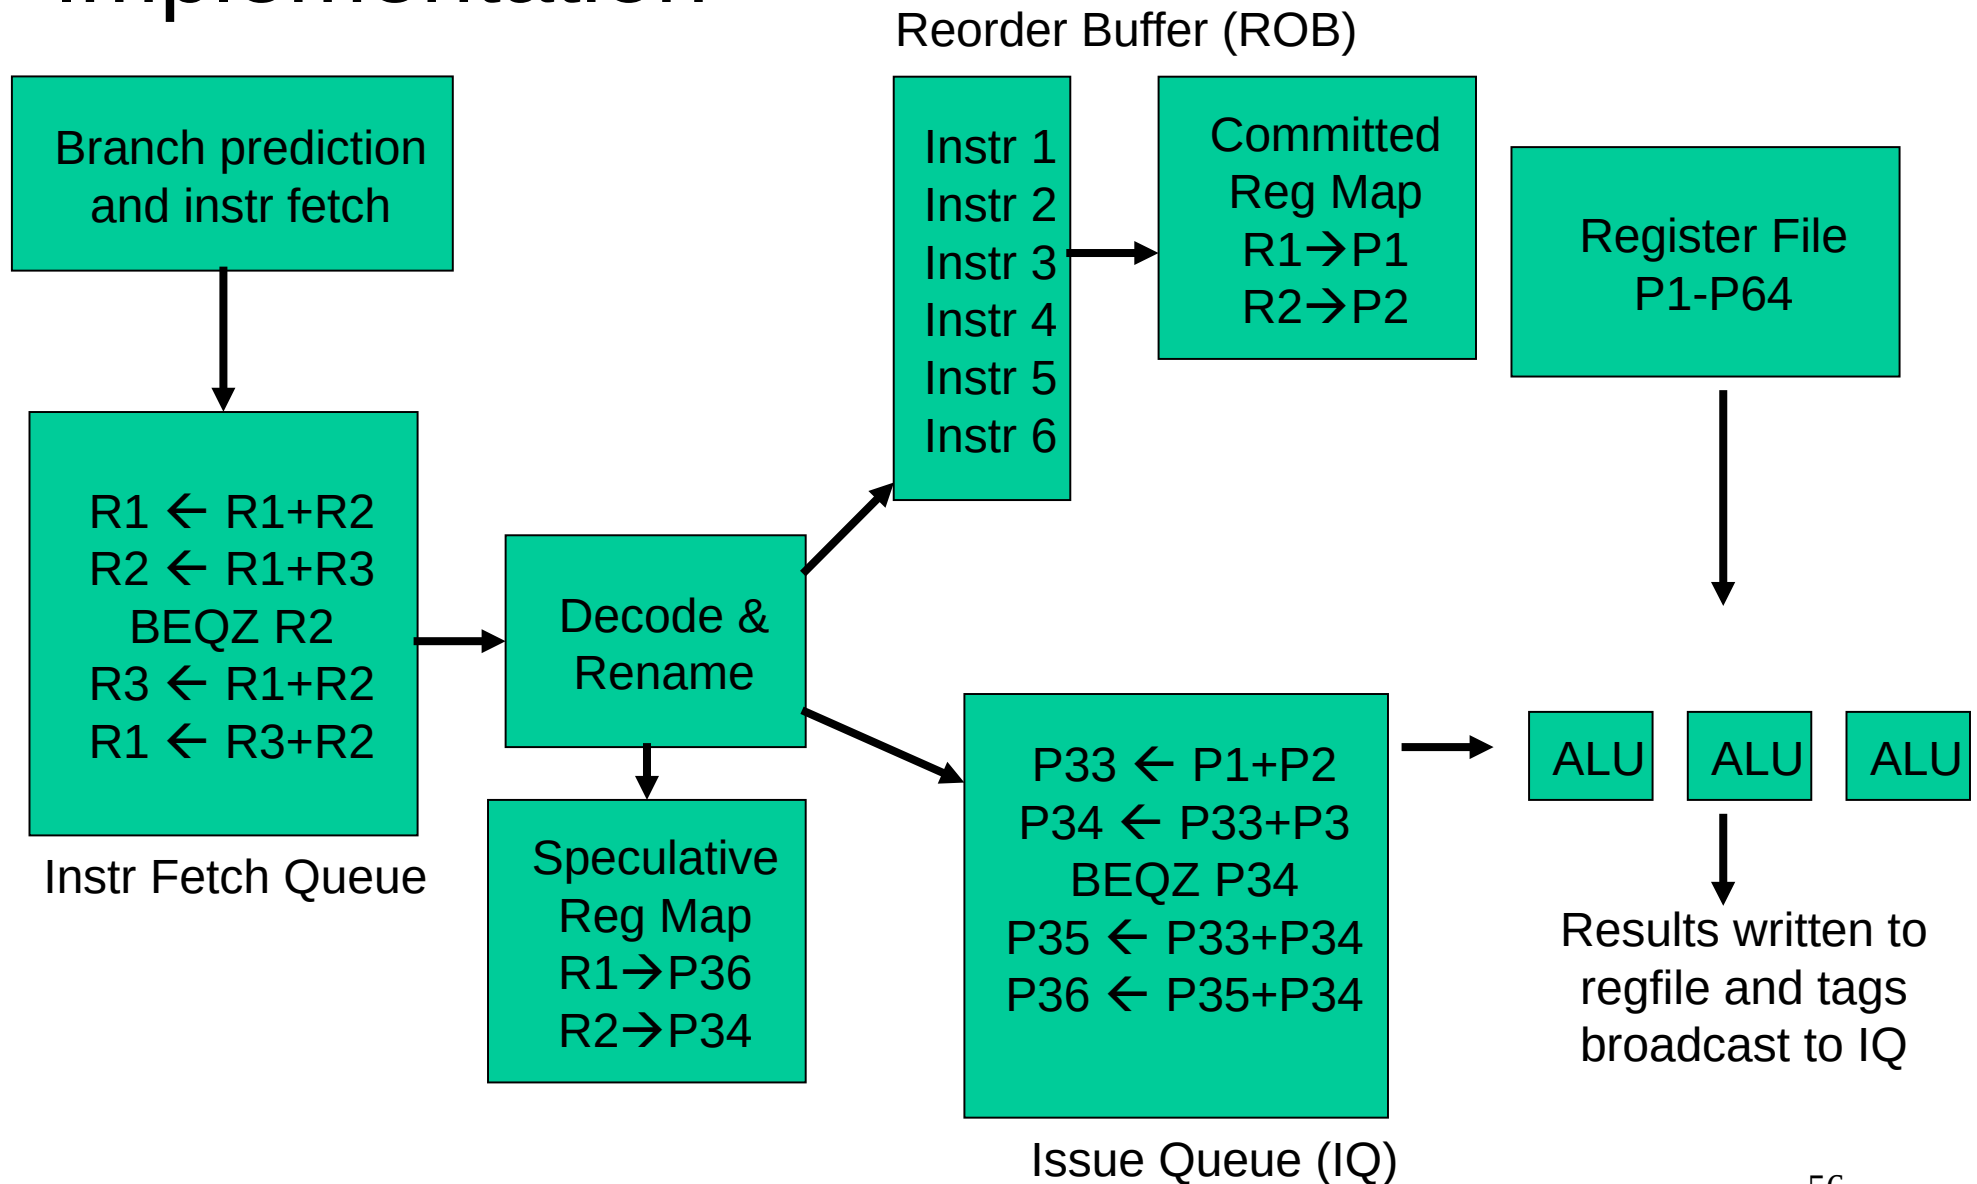 Implementation
Reorder Buffer (ROB)
Branch prediction
and instr fetch
Instr 1
Instr 2
Instr 3
Instr 4
Instr 5
Instr 6
Committed
Reg Map
R1→P1
R2→P2
Register File
P1-P64
R1 ← R1+R2
R2 ← R1+R3
BEQZ R2
R3 ← R1+R2
R1 ← R3+R2
Instr Fetch Queue
Decode &
Rename
Speculative
Reg Map
R1→P36
R2→P34
P33 ← P1+P2
P34 ← P33+P3
BEQZ P34
P35 ← P33+P34
P36 ← P35+P34
Issue Queue (IQ)
ALU
ALU
ALU
Results written to
regfile and tags
broadcast to IQ
56